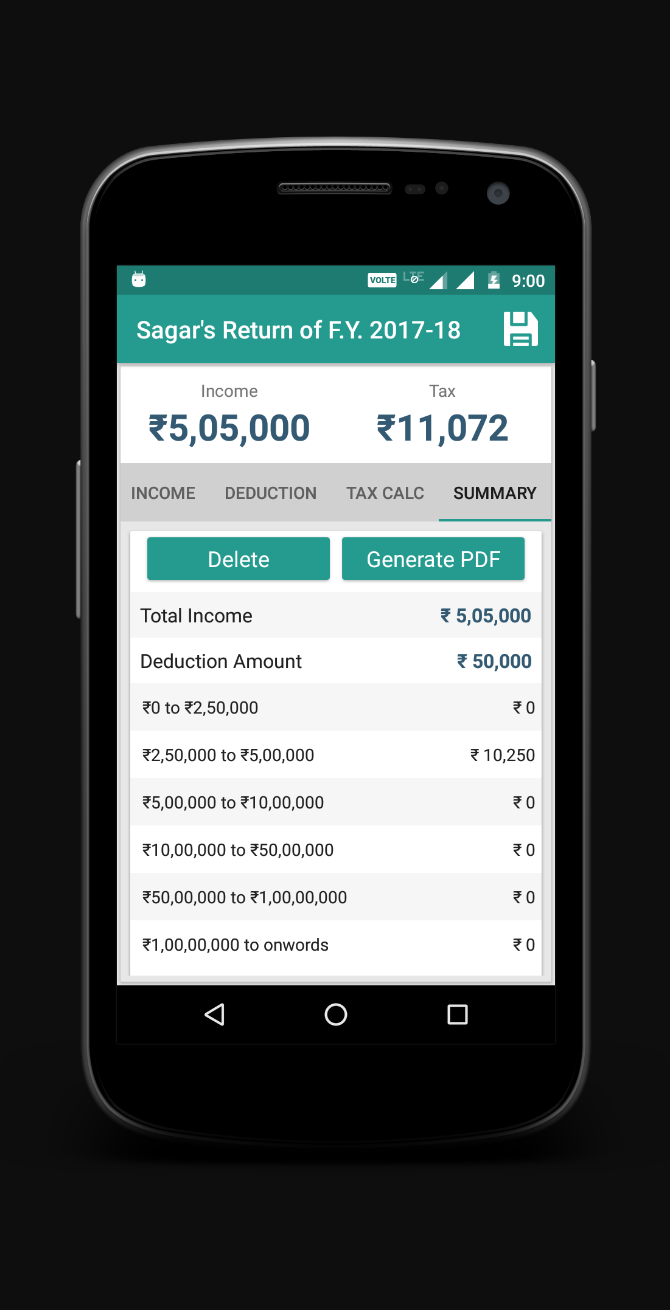 VOLTE LTE 9:00
Sagar's Return of F.Y. 2017-18
Income Tax
₹5,05,000 ₹11,072
INCOME DEDUCTION TAX CALC SUMMARY
Delete Generate PDF
Total Income ₹ 5,05,000
Deduction Amount ₹ 50,000
₹0 to ₹2,50,000 ₹ 0
₹2,50,000 to ₹5,00,000 ₹ 10,250
₹5,00,000 to ₹10,00,000 ₹ 0
₹10,00,000 to ₹50,00,000 ₹ 0
₹50,00,000 to ₹1,00,00,000 ₹ 0
₹1,00,00,000 to onwords ₹ 0